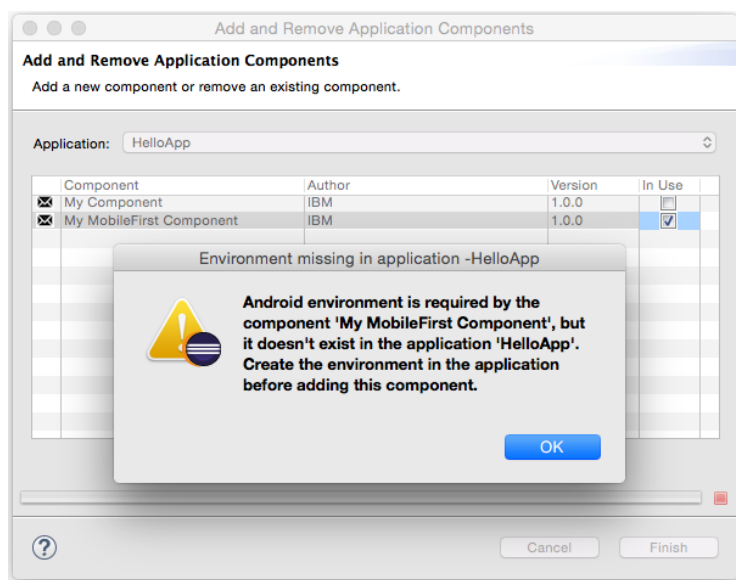 Add and Remove Application Components
Add and Remove Application Components
Add a new component or remove an existing component.
Application: HelloApp
Component Author Version In Use
My Component IBM 1.0.0
My MobileFirst Component IBM 1.0.0
Environment missing in application -HelloApp
Android environment is required by the
component 'My MobileFirst Component', but
it doesn't exist in the application 'HelloApp'.
Create the environment in the application
before adding this component.
OK
?
Cancel Finish